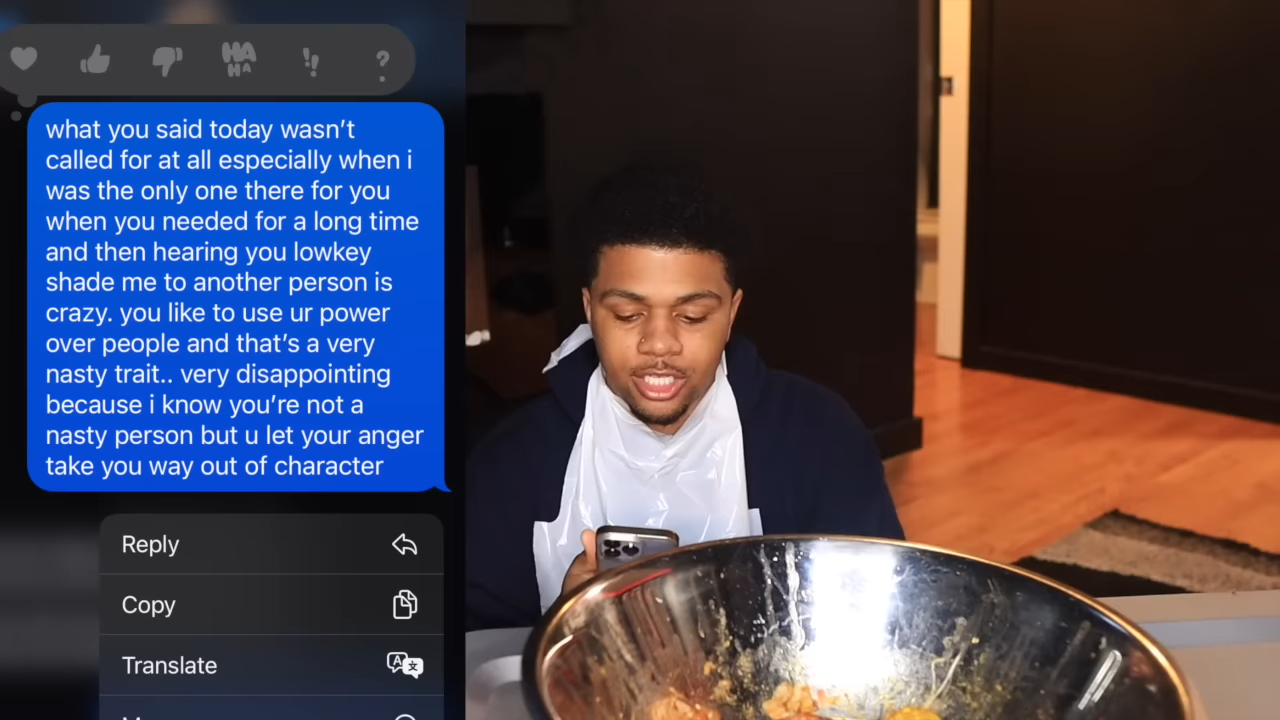 HA
HA
!!
?
what you said today wasn't
called for at all especially when i
was the only one there for you
when you needed for a long time
and then hearing you lowkey
shade me to another person is
crazy. you like to use ur power
over people and that's a very
nasty trait.. very disappointing
because i know you're not a
nasty person but u let your anger
take you way out of character
Reply
Copy
Translate